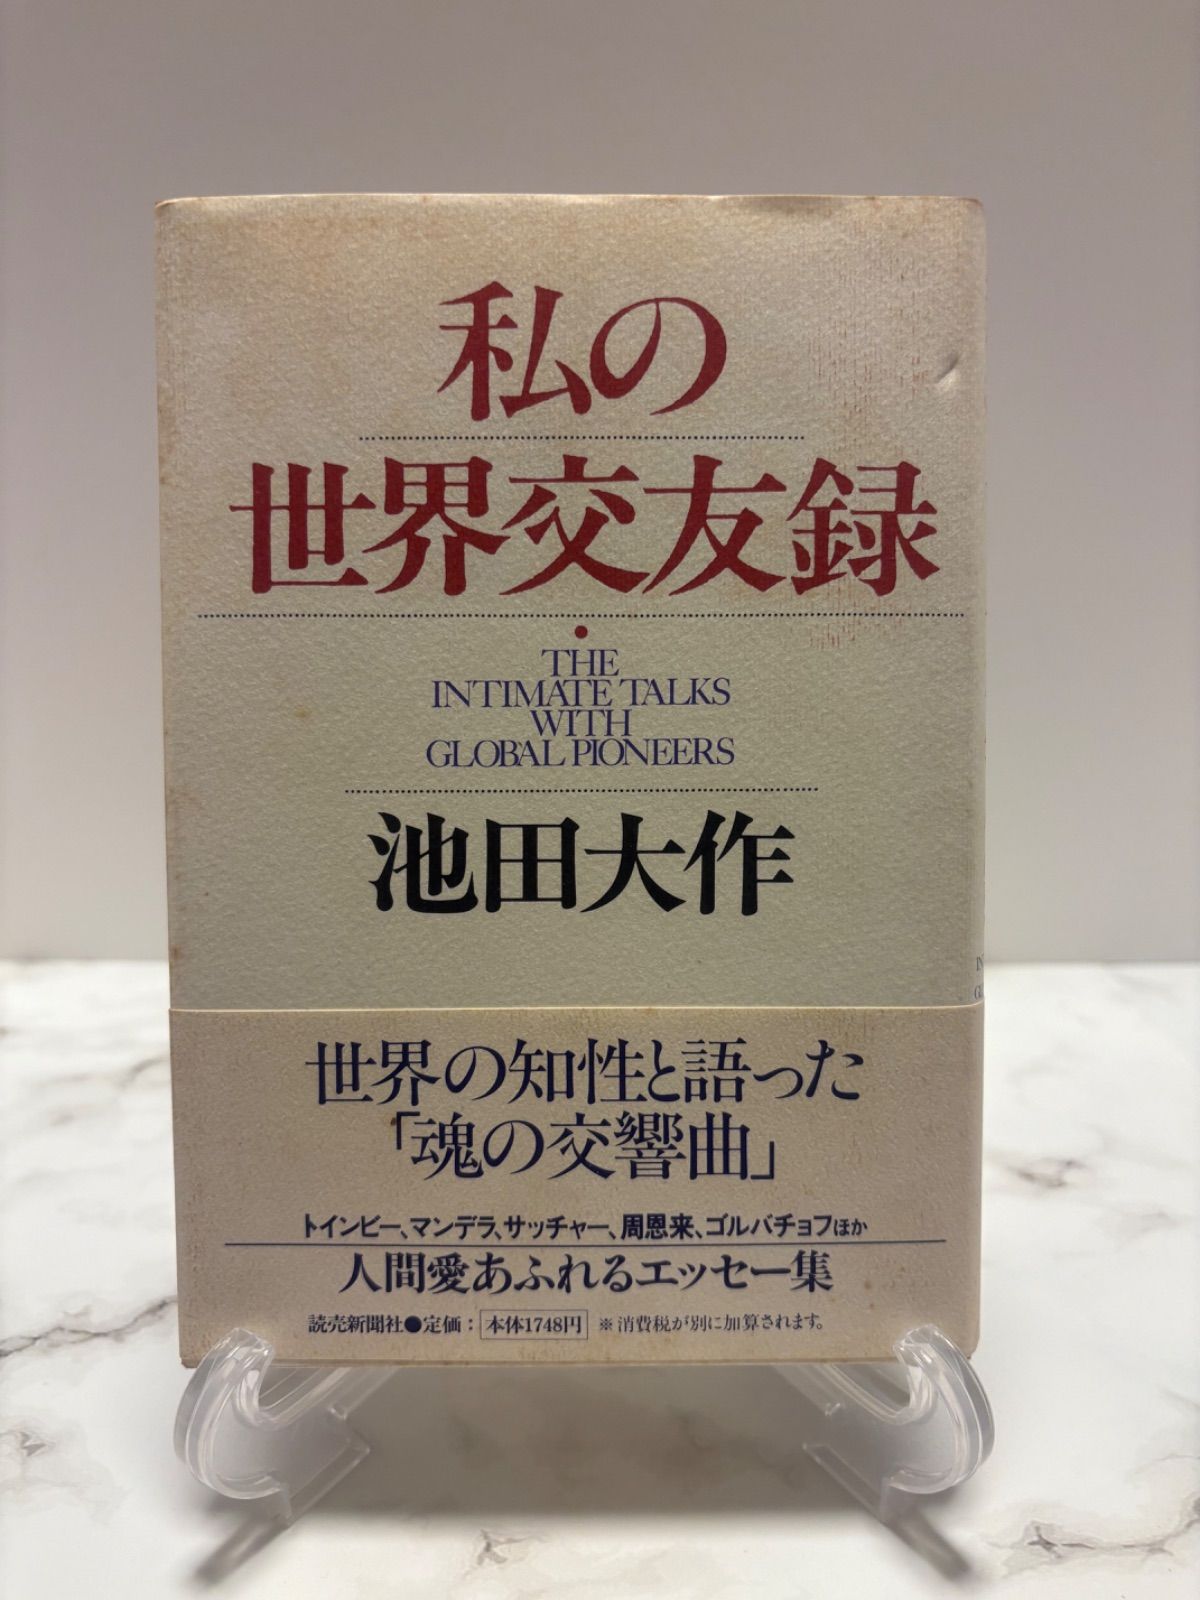 私の
世界交友録
THE
INTIMATE TALKS
WITH
GLOBAL PIONEERS
池田大作
世界の知性と語った
「魂の交響曲」
トインビー、マンデラ、サッチャー、周恩来、ゴルバチョフほか
人間愛あふれるエッセー集
読売新聞社●定価：本体1748円 ※消費税が別に加算されます。